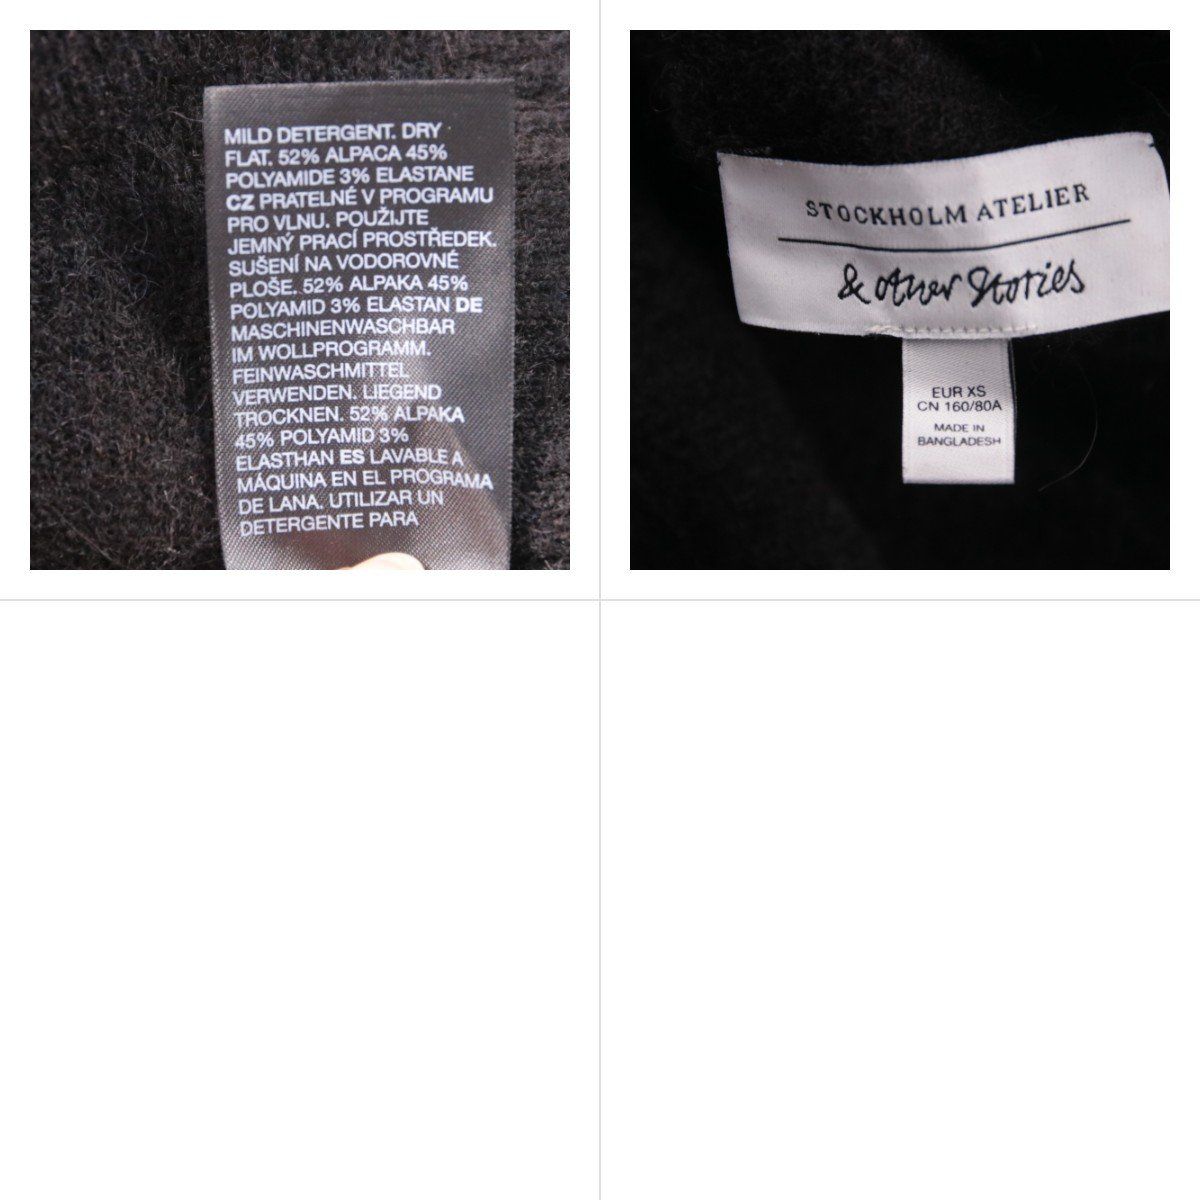 MILD DETERGENT. DRY
FLAT. 52% ALPACA 45%
POLYAMIDE 3% ELASTANE
CZ PRATELNÉ V PROGRAMU
PRO VLNU. POUŽIJTE
JEMNÝ PRACÍ PROSTŘEDEK.
SUŠENÍ NA VODOROVNÉ
PLOŠE. 52% ALPAKA 45%
POLYAMID 3% ELASTAN DE
MASCHINENWASCHBAR
IM WOLLPROGRAMM.
FEINWASCHMITTEL
VERWENDEN. LIEGEND
TROCKNEN. 52% ALPAKA
45% POLYAMID 3%
ELASTHAN ES LAVABLE A
MÁQUINA EN EL PROGRAMA
DE LANA. UTILIZAR UN
DETERGENTE PARA
STOCKHOLM ATELIER
& other Stories
EUR XS
CN 160/80A
MADE IN
BANGLADESH